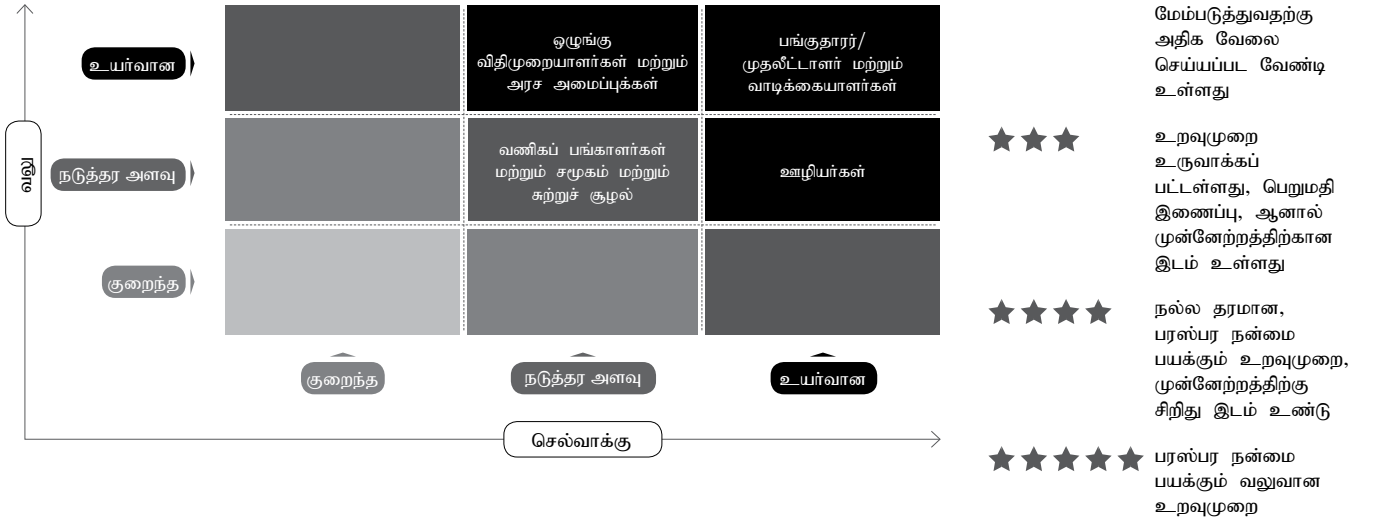 உயர்வான
ஒழுங்கு
விதிமுறையாளர்கள் மற்றும்
அரச அமைப்புக்கள்
பங்குதாரர்/
முதலீட்டாளர் மற்றும்
வாடிக்கையாளர்கள்
நடுத்தர அளவு
வணிகப் பங்காளர்கள்
மற்றும் சமூகம் மற்றும்
சுற்றுச் சூழல்
ஊழியர்கள்
குறைந்த
குறைந்த
நடுத்தர அளவு
உயர்வான
செல்வாக்கு
மேம்படுத்துவதற்கு
அதிக வேலை
செய்யப்பட வேண்டி
உள்ளது
உறவுமுறை
உருவாக்கப்
பட்டள்ளது, பெறுமதி
இணைப்பு, ஆனால்
முன்னேற்றத்திற்கான
இடம் உள்ளது
நல்ல தரமான,
பரஸ்பர நன்மை
பயக்கும் உறவுமுறை,
முன்னேற்றத்திற்கு
சிறிது இடம் உண்டு
பரஸ்பர நன்மை
பயக்கும் வலுவான
உறவுமுறை